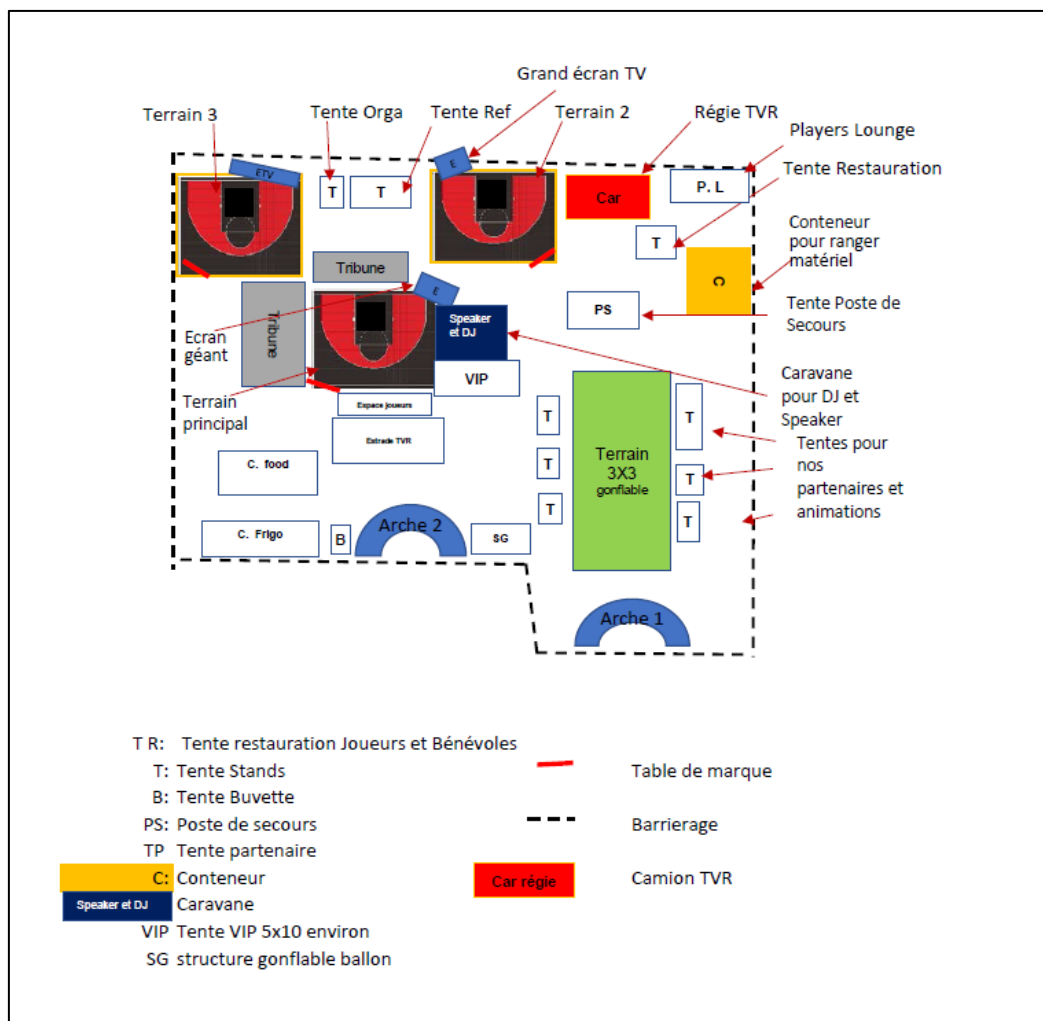 Grand écran TV
Terrain 3
Tente Orga
Tente Ref
Terrain 2
Régie TVR
Players Lounge
Tente Restauration
ETV
E
T
T
Car
P. L
T
Conteneur
pour ranger
matériel
C
Tribune
Tribune
E
Speaker
et DJ
PS
Tente Poste de
Secours
Ecran
géant
VIP
Terrain
principal
Espace joueurs
Estrade TVR
Caravane
pour DJ et
Speaker
Tentes pour
nos
partenaires et
animations
T
T
T
T
T
T
Terrain
3X3
gonflable
C. food
C. Frigo
B
Arche 2
SG
Arche 1
T R: Tente restauration Joueurs et Bénévoles
T: Tente Stands
B: Tente Buvette
PS: Poste de secours
TP Tente partenaire
C: Conteneur
Speaker et DJ Caravane
VIP Tente VIP 5x10 environ
SG structure gonflable ballon
Table de marque
Barrierage
Car régie Camion TVR